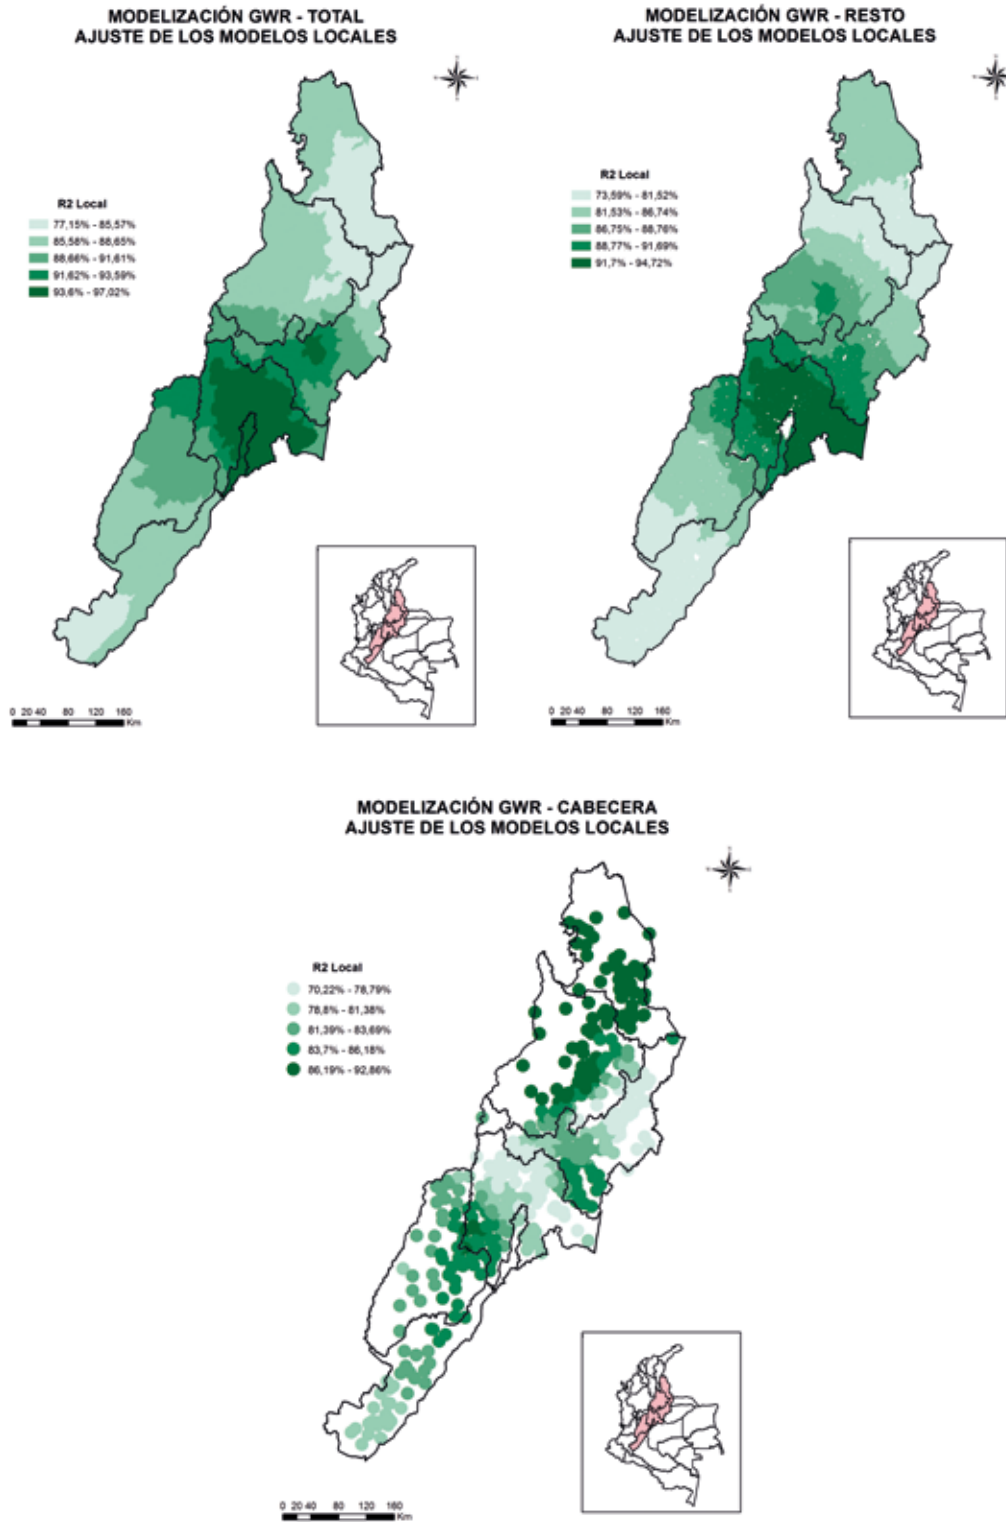 MODELIZACIÓN GWR - TOTAL
AJUSTE DE LOS MODELOS LOCALES
R2 Local
77,15% - 85,57%
85,58% - 88,65%
88,66% - 91,61%
91,62% - 93,59%
93,6% - 97,02%
0 20 40 80 120 160
Km
MODELIZACIÓN GWR - RESTO
AJUSTE DE LOS MODELOS LOCALES
R2 Local
73,59% - 81,52%
81,53% - 86,74%
86,75% - 88,76%
88,77% - 91,69%
91,7% - 94,72%
0 20 40 80 120 160
Km
MODELIZACIÓN GWR - CABECERA
AJUSTE DE LOS MODELOS LOCALES
R2 Local
70,22% - 78,79%
78,8% - 81,38%
81,39% - 83,69%
83,7% - 86,18%
86,19% - 92,86%
0 20 40 80 120 160
Km